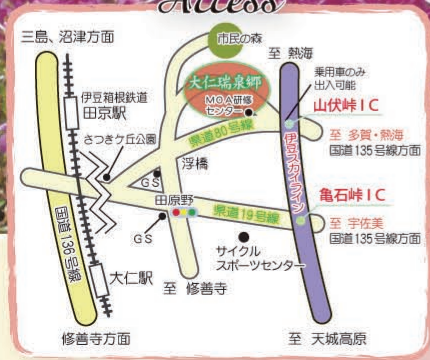 Access
三島、沼津方面
市民の森
至 熱海
乗用車のみ
出入可能
大仁瑞泉郷
MOA研修
センター
山伏峠IC
伊豆箱根鉄道
田京駅
さつきケ丘公園
県道80号線
至 多賀・熱海
国道135号線方面
伊豆スカイライン
浮橋
GS
田原野
県道19号線
亀石峠IC
至 宇佐美
国道135号線方面
国道136号線
GS
サイクル
スポーツセンター
大仁駅
至 修善寺
修善寺方面
至 天城高原